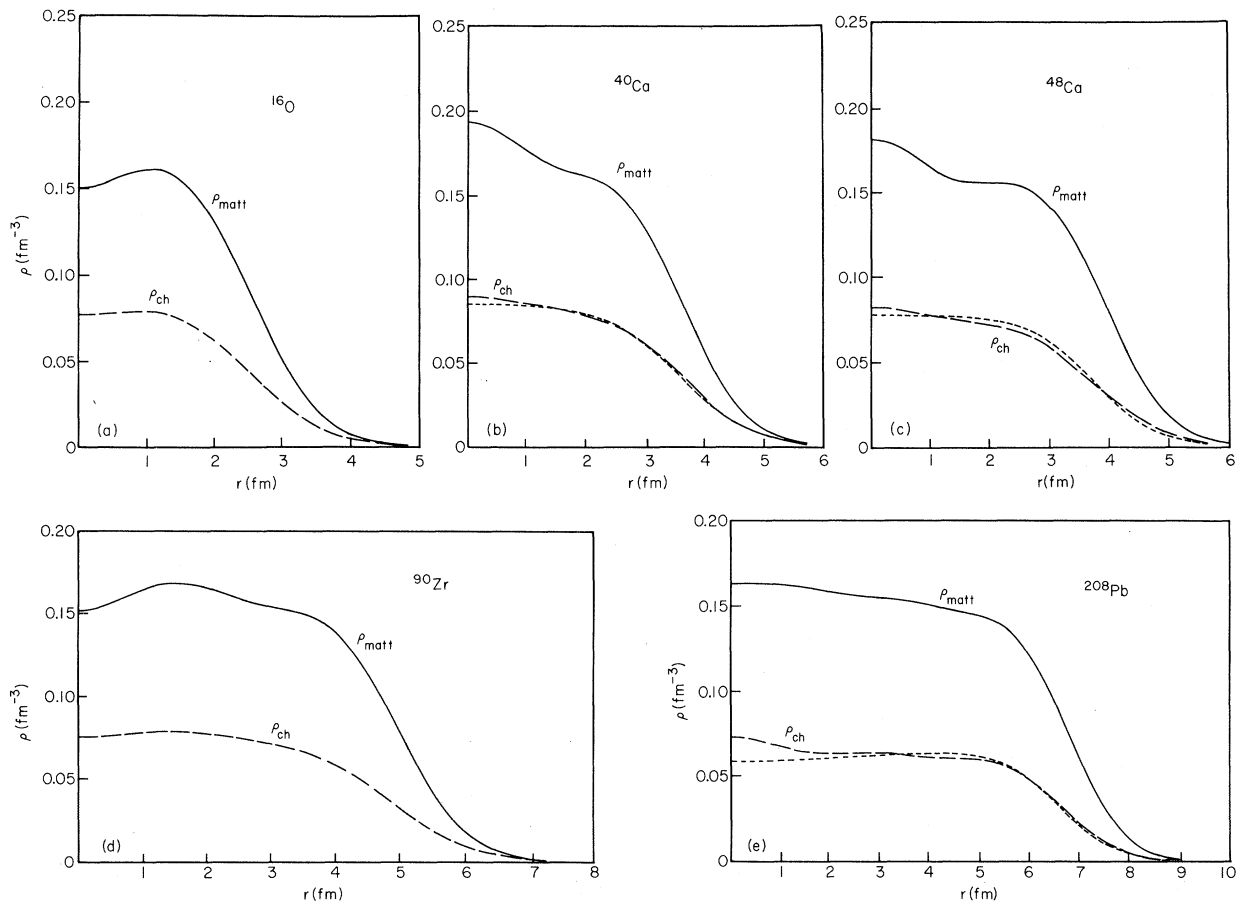 0.25
0.20
0.15
0.10
0.05
0
ρ (fm⁻³)
¹⁶O
ρmatt
ρch
(a)
1 2 3 4 5
r (fm)
0.25
0.20
0.15
0.10
0.05
0
⁴⁰Ca
ρmatt
ρch
(b)
1 2 3 4 5 6
r (fm)
0.25
0.20
0.15
0.10
0.05
0
⁴⁸Ca
ρmatt
ρch
(c)
1 2 3 4 5 6
r(fm)
0.20
0.15
0.10
0.05
0
ρ (fm⁻³)
⁹⁰Zr
ρmatt
ρch
(d)
1 2 3 4 5 6 7 8
r (fm)
0.20
0.15
0.10
0.05
0
ρ (fm⁻³)
²⁰⁸Pb
ρmatt
ρch
(e)
1 2 3 4 5 6 7 8 9 10
r (fm)